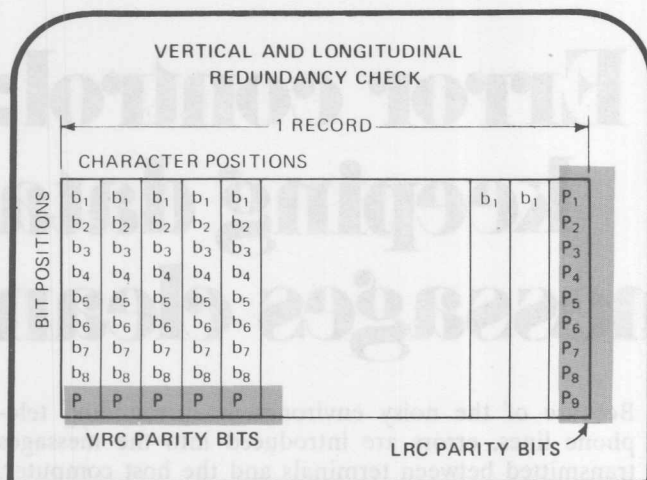 VERTICAL AND LONGITUDINAL
REDUNDANCY CHECK
1 RECORD
CHARACTER POSITIONS
BIT POSITIONS
b₁ b₁ b₁ b₁ b₁ b₁ b₁ P₁
b₂ b₂ b₂ b₂ b₂ P₂
b₃ b₃ b₃ b₃ b₃ P₃
b₄ b₄ b₄ b₄ b₄ P₄
b₅ b₅ b₅ b₅ b₅ P₅
b₆ b₆ b₆ b₆ b₆ P₆
b₇ b₇ b₇ b₇ b₇ P₇
b₈ b₈ b₈ b₈ b₈ P₈
P P P P P P₉
VRC PARITY BITS
LRC PARITY BITS